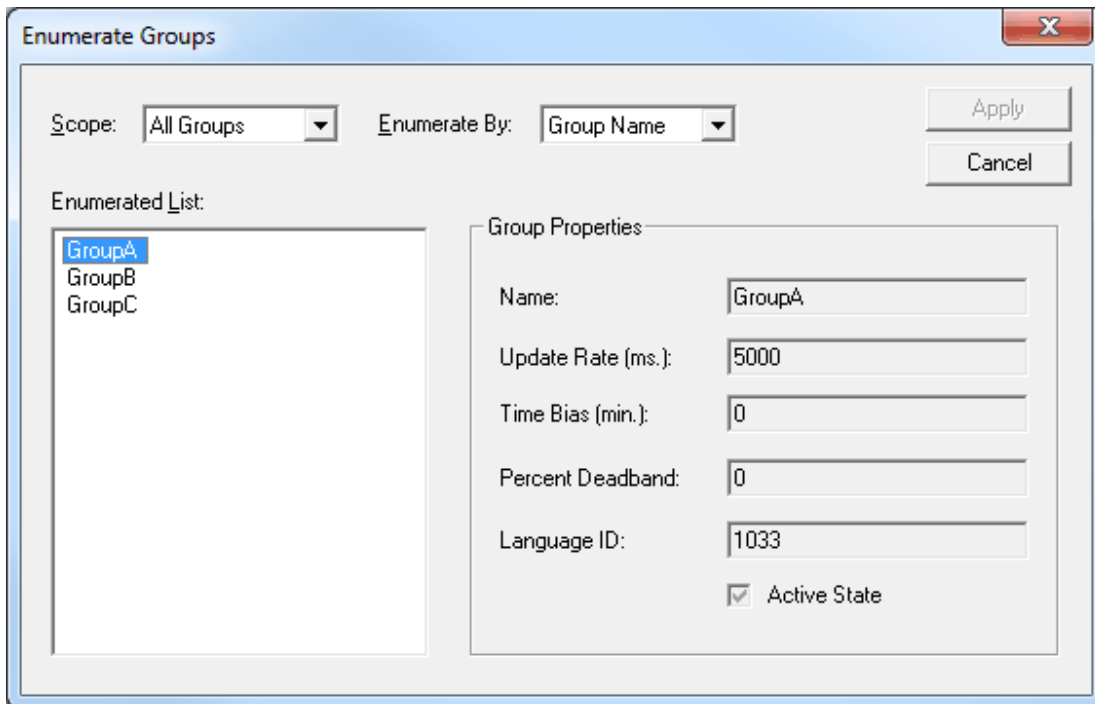 Enumerate Groups
Scope: All Groups Enumerate By: Group Name Apply
Cancel
Enumerated List:
GroupA
GroupB
GroupC
Group Properties
Name: GroupA
Update Rate (ms.): 5000
Time Bias (min.): 0
Percent Deadband: 0
Language ID: 1033
Active State